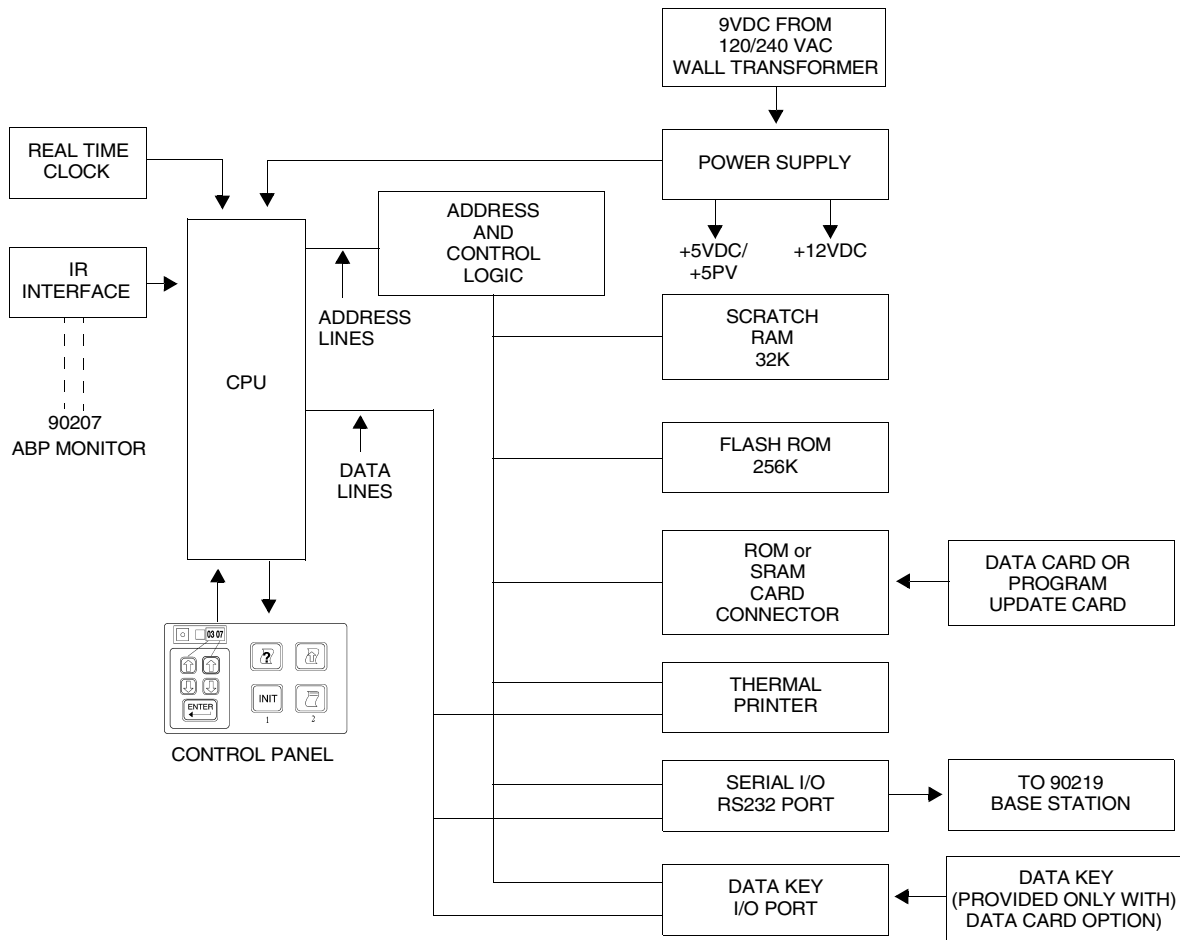 9VDC FROM
120/240 VAC
WALL TRANSFORMER
REAL TIME
CLOCK
POWER SUPPLY
ADDRESS
AND
CONTROL
LOGIC
+5VDC/
+5PV
+12VDC
IR
INTERFACE
ADDRESS
LINES
SCRATCH
RAM
32K
CPU
90207
ABP MONITOR
DATA
LINES
FLASH ROM
256K
ROM or
SRAM
CARD
CONNECTOR
DATA CARD OR
PROGRAM
UPDATE CARD
03 07
?
ENTER
INIT
1
2
CONTROL PANEL
THERMAL
PRINTER
SERIAL I/O
RS232 PORT
TO 90219
BASE STATION
DATA KEY
I/O PORT
DATA KEY
(PROVIDED ONLY WITH)
DATA CARD OPTION)